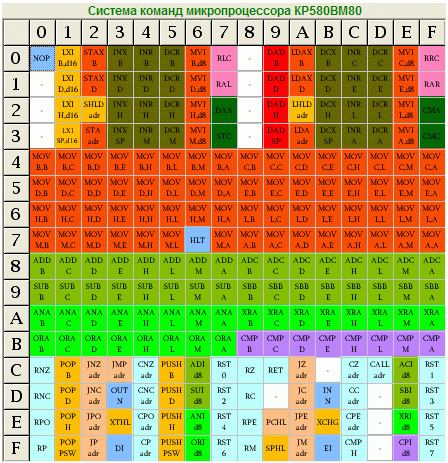 Система команд микропроцессора КР580ВМ80
0 1 2 3 4 5 6 7 8 9 A B C D E F
0 NOP LXI B,d16 STAX B INX B INR B DCR B MVI B,d8 RLC - DAD B LDAX B DCX B INR C DCR C MVI C,d8 RRC
1 - LXI D,d16 STAX D INX D INR D DCR D MVI D,d8 RAL - DAD D LDAX D DCX D INR E DCR E MVI E,d8 RAR
2 - LXI H,d16 SHLD adr INX H INR H DCR H MVI H,d8 DAA - DAD H LHLD adr DCX H INR L DCR L MVI L,d8 CMA
3 - LXI SP,d16 STA adr INX SP INR M DCR M MVI M,d8 STC - DAD SP LDA adr DCX SP INR A DCR A MVI A,d8 CMC
4 MOV B,B MOV B,C MOV B,D MOV B,E MOV B,H MOV B,L MOV B,M MOV B,A MOV C,B MOV C,C MOV C,D MOV C,E MOV C,H MOV C,L MOV C,M MOV C,A
5 MOV D,B MOV D,C MOV D,D MOV D,E MOV D,H MOV D,L MOV D,M MOV D,A MOV E,B MOV E,C MOV E,D MOV E,E MOV E,H MOV E,L MOV E,M MOV E,A
6 MOV H,B MOV H,C MOV H,D MOV H,E MOV H,H MOV H,L MOV H,M MOV H,A MOV L,B MOV L,C MOV L,D MOV L,E MOV L,H MOV L,L MOV L,M MOV L,A
7 MOV M,B MOV M,C MOV M,D MOV M,E MOV M,H MOV M,L HLT MOV M,A MOV A,B MOV A,C MOV A,D MOV A,E MOV A,H MOV A,L MOV A,M MOV A,A
8 ADD B ADD C ADD D ADD E ADD H ADD L ADD M ADD A ADC B ADC C ADC D ADC E ADC H ADC L ADC M ADC A
9 SUB B SUB C SUB D SUB E SUB H SUB L SUB M SUB A SBB B SBB C SBB D SBB E SBB H SBB L SBB M SBB A
A ANA B ANA C ANA D ANA E ANA H ANA L ANA M ANA A XRA B XRA C XRA D XRA E XRA H XRA L XRA M XRA A
B ORA B ORA C ORA D ORA E ORA H ORA L ORA M ORA A CMP B CMP C CMP D CMP E CMP H CMP L CMP M CMP A
C RNZ POP B JNZ adr JMP adr CNZ adr PUSH B ADI d8 RST 0 RZ RET JZ adr - CZ adr CALL adr ACI d8 RST 1
D RNC POP D JNC adr OUT N CNC adr PUSH D SUI d8 RST 2 RC - JC adr IN N CC adr - SBI d8 RST 3
E RPO POP H JPO adr XTHL CPO adr PUSH H ANI d8 RST 4 RPE PCHL JPE adr XCHG CPE adr - XRI d8 RST 5
F RP POP PSW JP adr DI CP adr PUSH PSW ORI d8 RST 6 RM SPHL JM adr EI CMP H - CPI d8 RST 7